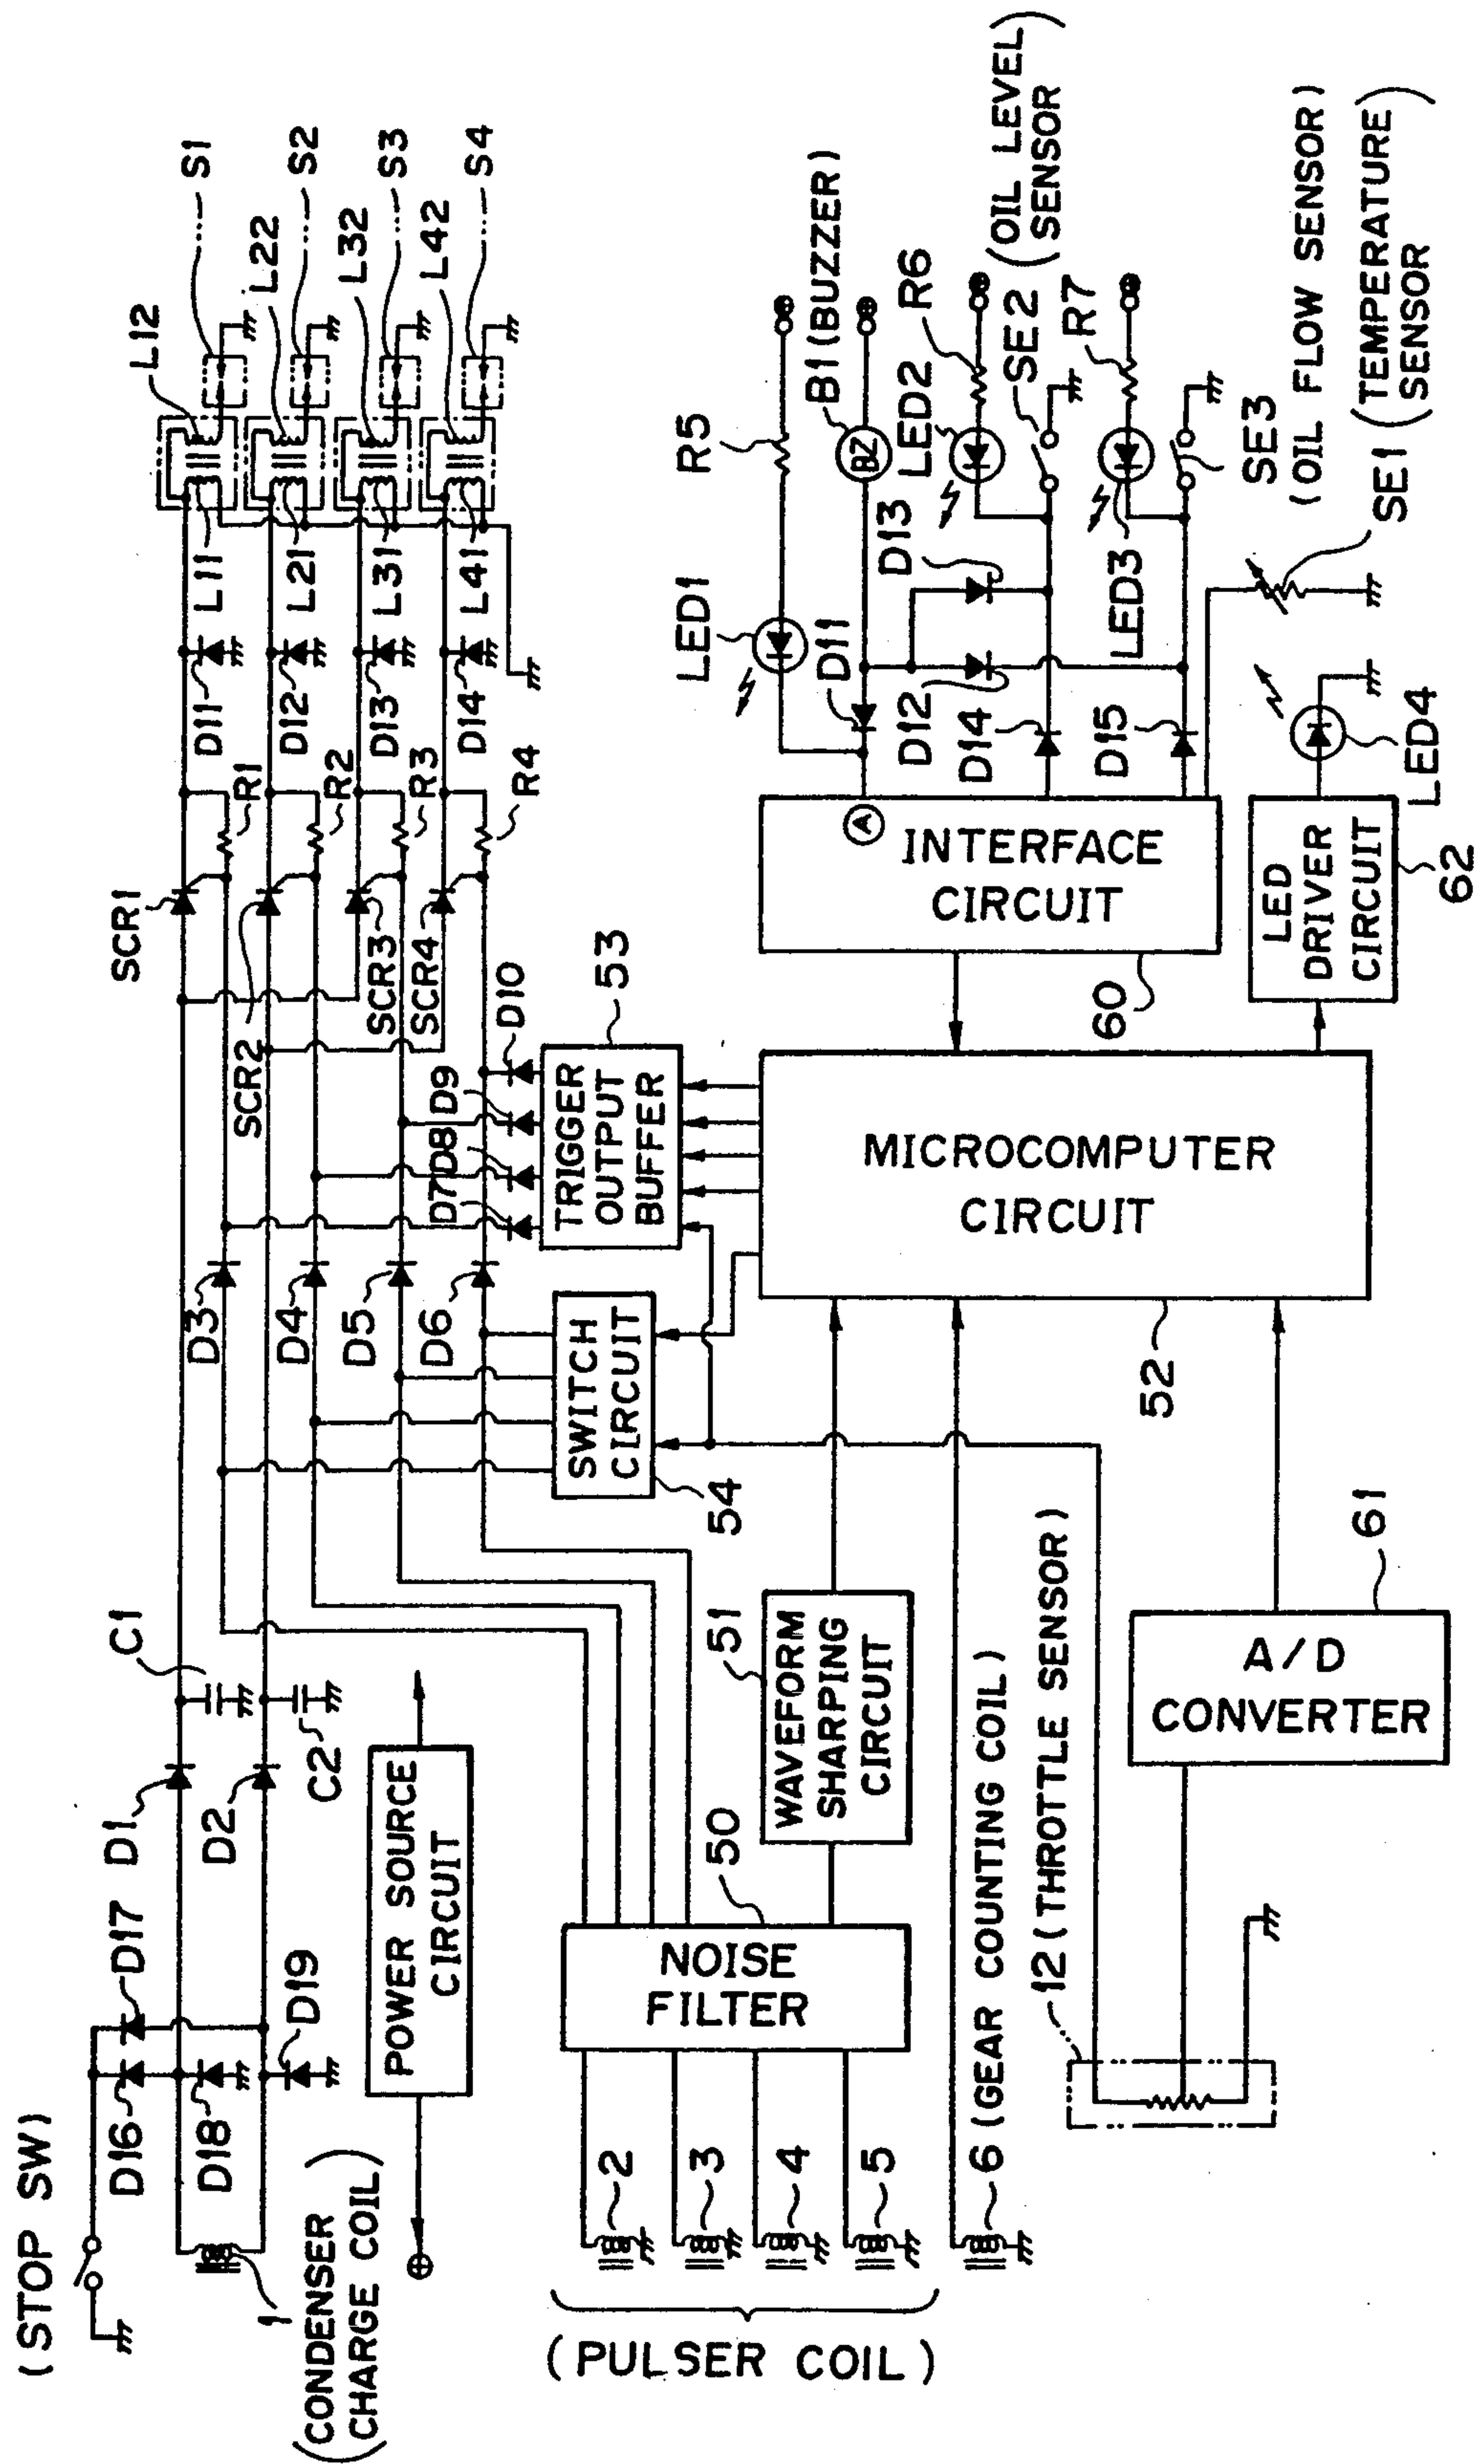 (STOP SW)
D16
D17
D18
D19
1
(CONDENSER
CHARGE COIL)
D1
D2
C1
C2
POWER SOURCE
CIRCUIT
(PULSER COIL)
2
3
4
5
NOISE
FILTER
50
WAVEFORM
SHARPING
CIRCUIT
51
6 (GEAR COUNTING COIL)
12 (THROTTLE SENSOR)
A/D
CONVERTER
61
D3
D4
D5
D6
SWITCH
CIRCUIT
54
D7
D8
D9
D10
TRIGGER
OUTPUT
BUFFER
53
MICROCOMPUTER
CIRCUIT
52
SCR1
SCR2
SCR3
SCR4
R1
R2
R3
R4
D11
D12
D13
D14
L11
L21
L31
L41
L12
L22
L32
L42
S1
S2
S3
S4
INTERFACE
CIRCUIT
A
60
LED
DRIVER
CIRCUIT
62
LED1
R5
D11
BZ
B1 (BUZZER)
D12
D13
D14
D15
LED2
R6
SE2
(OIL LEVEL
SENSOR)
LED3
R7
SE3
(OIL FLOW SENSOR)
SE1 (TEMPERATURE
SENSOR)
LED4